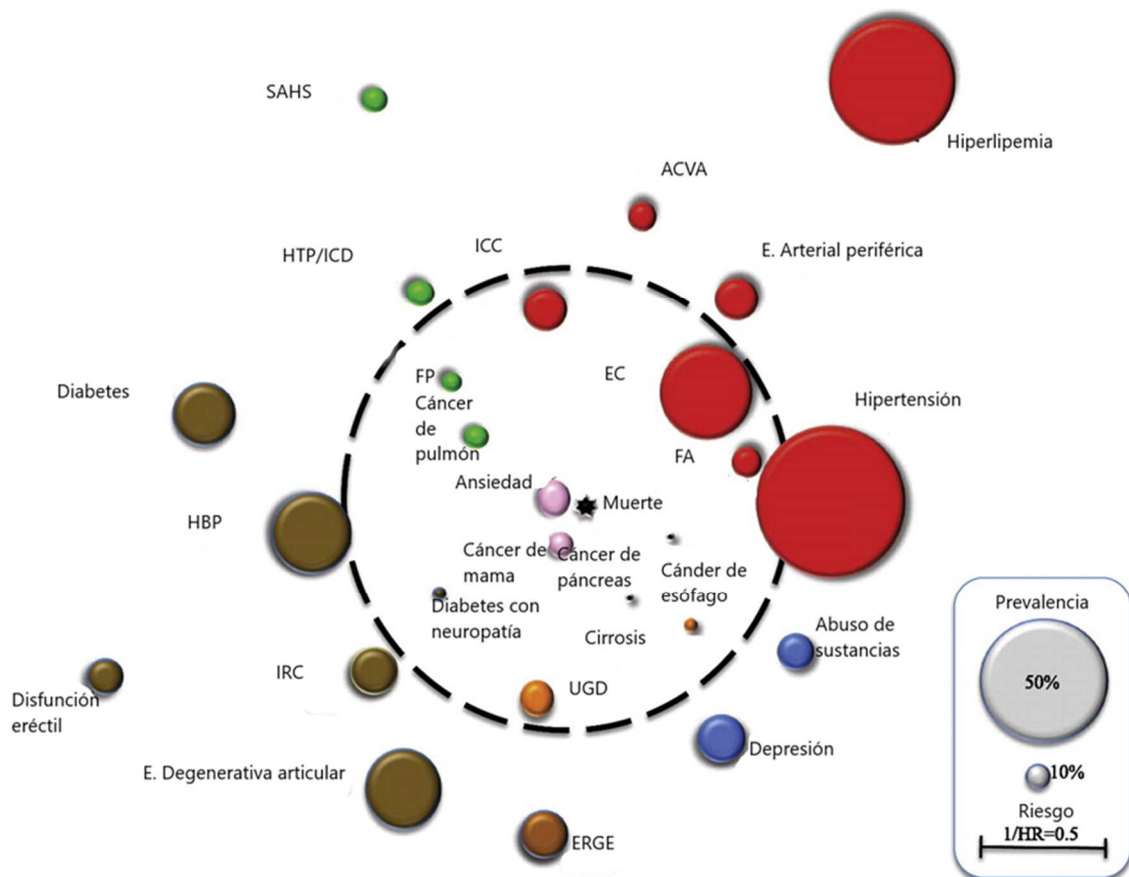 SAHS
Hiperlipemia
ACVA
ICC
E. Arterial periférica
HTP/ICD
FP
Cáncer
de
pulmón
EC
Diabetes
Hipertensión
FA
Ansiedad
Muerte
HBP
Cáncer de
mama
Cáncer de
páncreas
Cánder de
esófago
Diabetes con
neuropatía
Cirrosis
Abuso de
sustancias
IRC
UGD
Disfunción
eréctil
Depresión
E. Degenerativa articular
ERGE
Prevalencia
50%
10%
Riesgo
1/HR=0.5